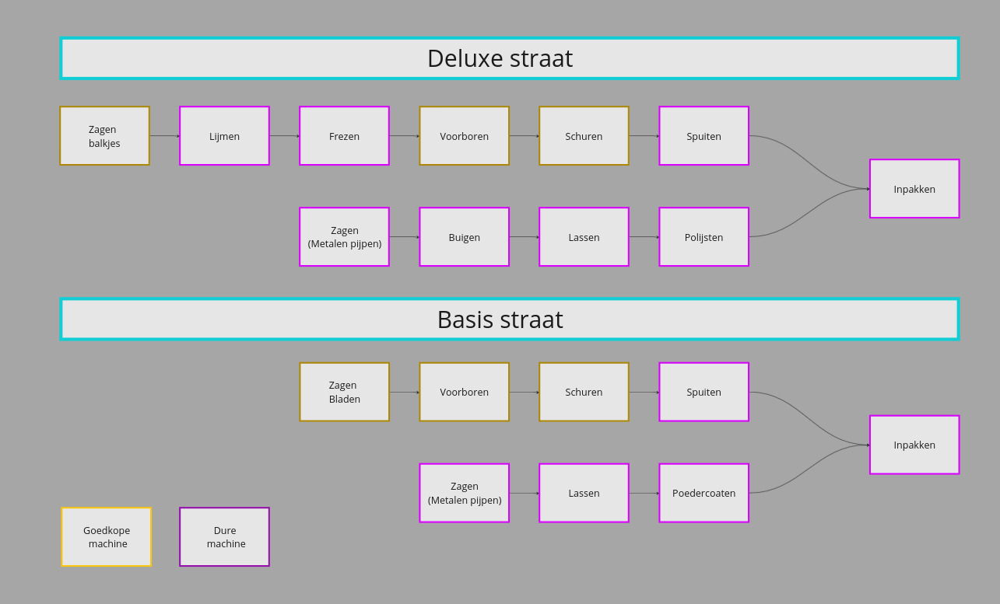 Deluxe straat
Zagen
balkjes
Lijmen
Frezen
Voorboren
Schuren
Spuiten
Inpakken
Zagen
(Metalen pijpen)
Buigen
Lassen
Polijsten
Basis straat
Zagen
Bladen
Voorboren
Schuren
Spuiten
Inpakken
Zagen
(Metalen pijpen)
Lassen
Poedercoaten
Goedkope
machine
Dure
machine